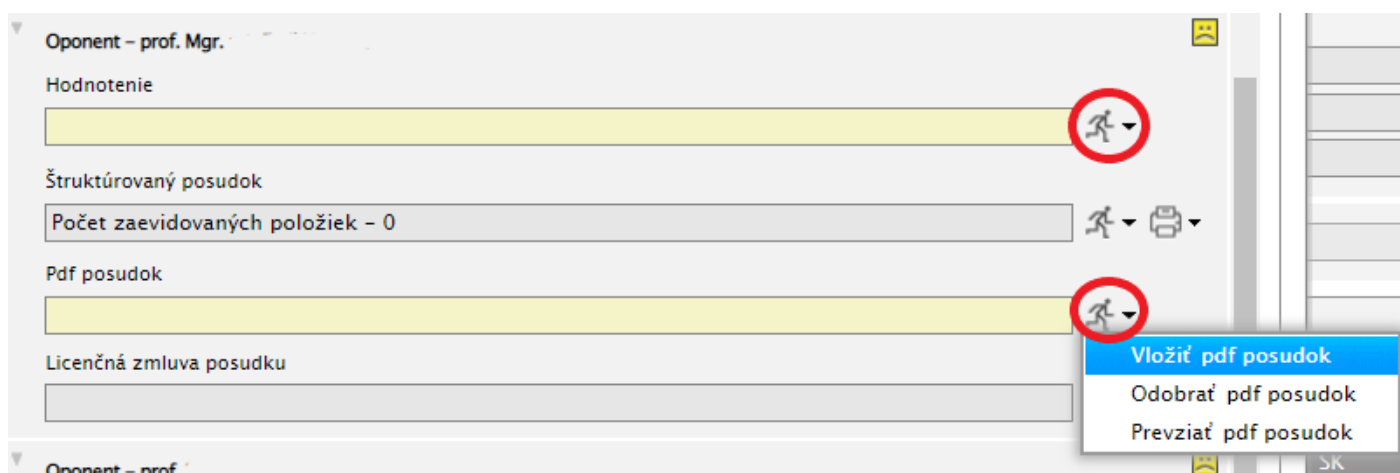 Oponent – prof. Mgr.
Hodnotenie
Štruktúrovaný posudok
Počet zaevidovaných položiek – 0
Pdf posudok
Vložiť pdf posudok
Licenčná zmluva posudku
Odobrať pdf posudok
Prevziať pdf posudok
Oponent – prof.
SK